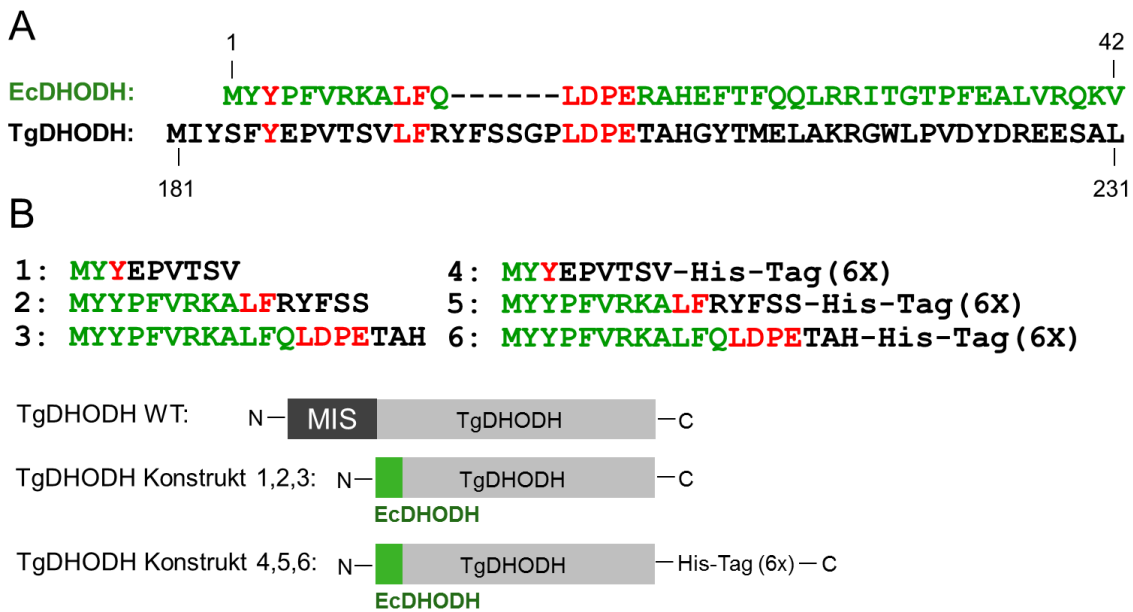 A
1 42
EcDHODH: MYYPFVRKALFQ------LDPERAHEFTFQQLRRITGTPFEALVRQKV
TgDHODH: MIYSFYEPVTSVLFRYFSSGPLDPETAHGYTMELAKRGWLPVDYDREESAL
181 231
B
1: MYYEPVTSV 4: MYYEPVTSV-His-Tag(6X)
2: MYYPFVRKALFRYFSS 5: MYYPFVRKALFRYFSS-His-Tag(6X)
3: MYYPFVRKALFQLDPETAH 6: MYYPFVRKALFQLDPETAH-His-Tag(6X)
TgDHODH WT: N MIS TgDHODH C
TgDHODH Konstrukt 1,2,3: N TgDHODH C
EcDHODH
TgDHODH Konstrukt 4,5,6: N TgDHODH His-Tag (6x) C
EcDHODH